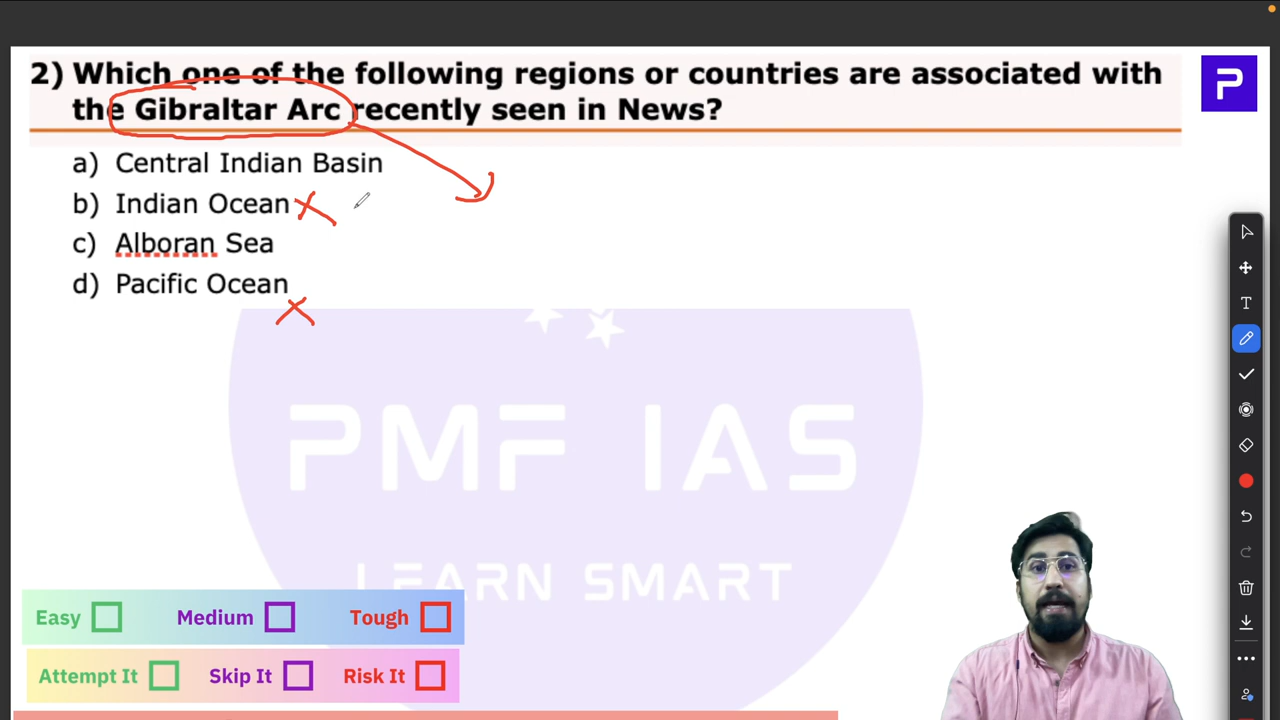 2) Which one of the following regions or countries are associated with
the Gibraltar Arc recently seen in News?
a) Central Indian Basin
b) Indian Ocean
c) Alboran Sea
d) Pacific Ocean
PMF IAS
LEARN SMART
Easy Medium Tough
Attempt It Skip It Risk It
P
T